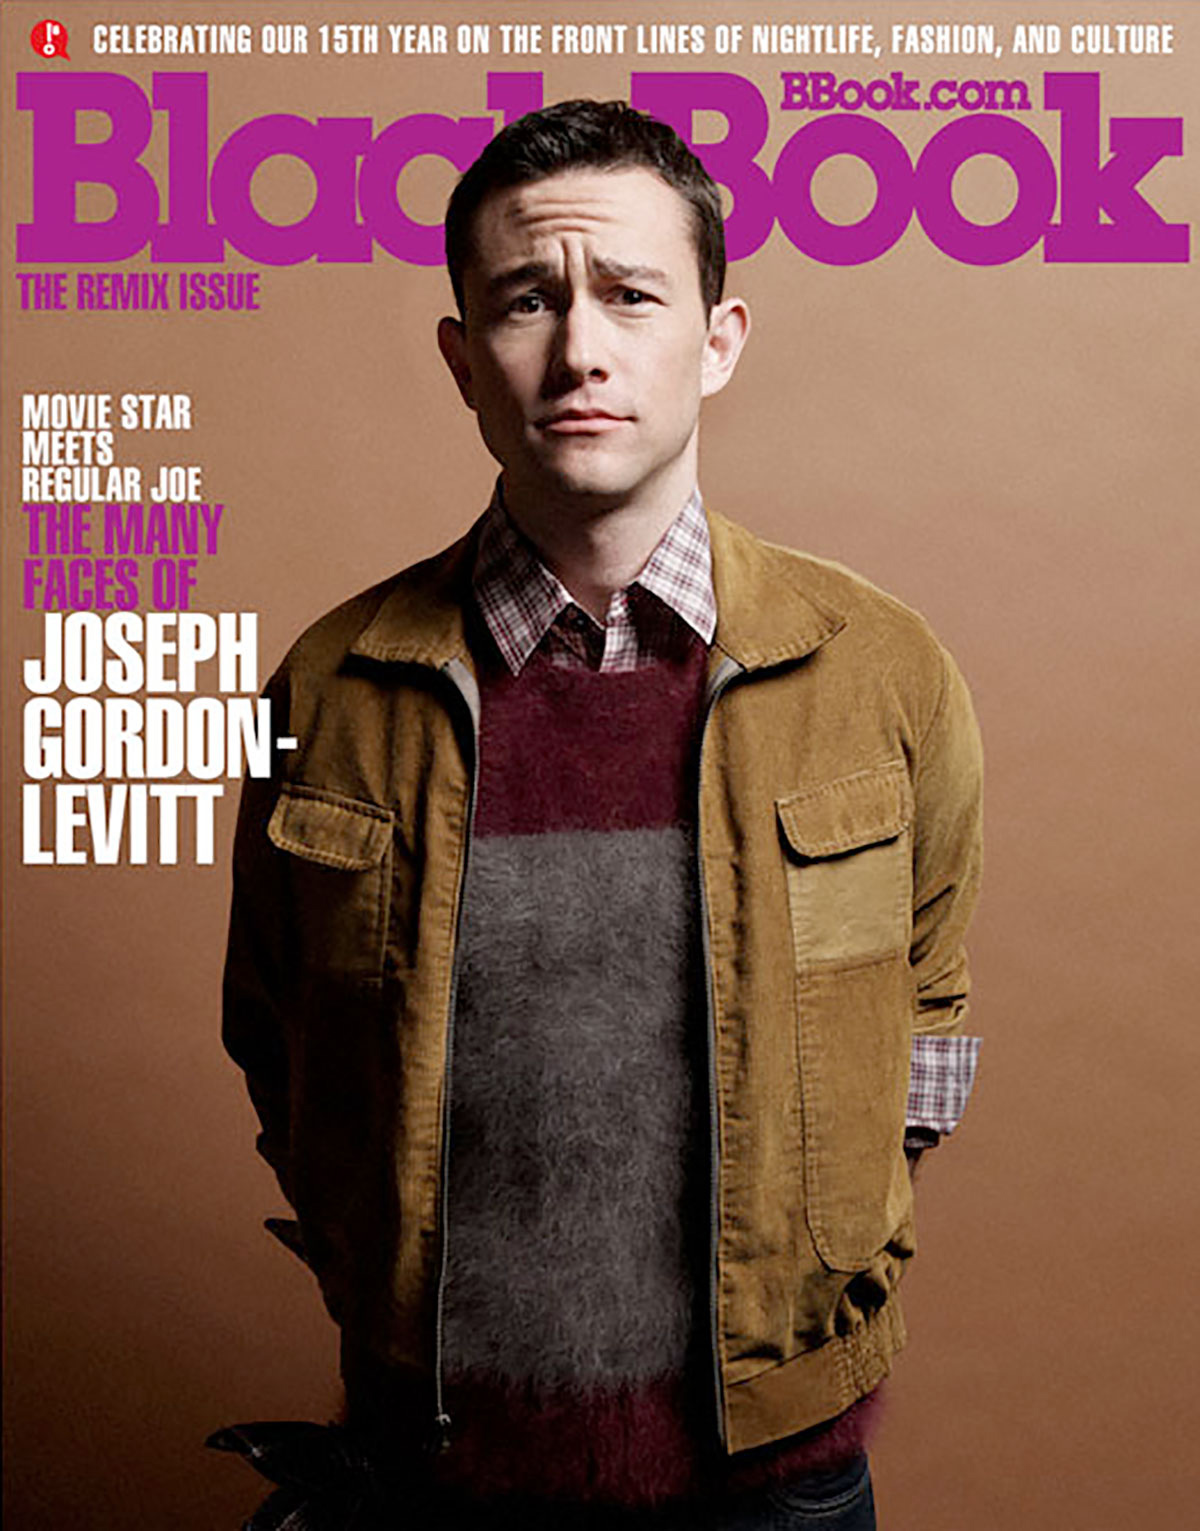 CELEBRATING OUR 15TH YEAR ON THE FRONT LINES OF NIGHTLIFE, FASHION, AND CULTURE
BlackBook
BBook.com
THE REMIX ISSUE
MOVIE STAR
MEETS
REGULAR JOE
THE MANY
FACES OF
JOSEPH
GORDON-
LEVITT